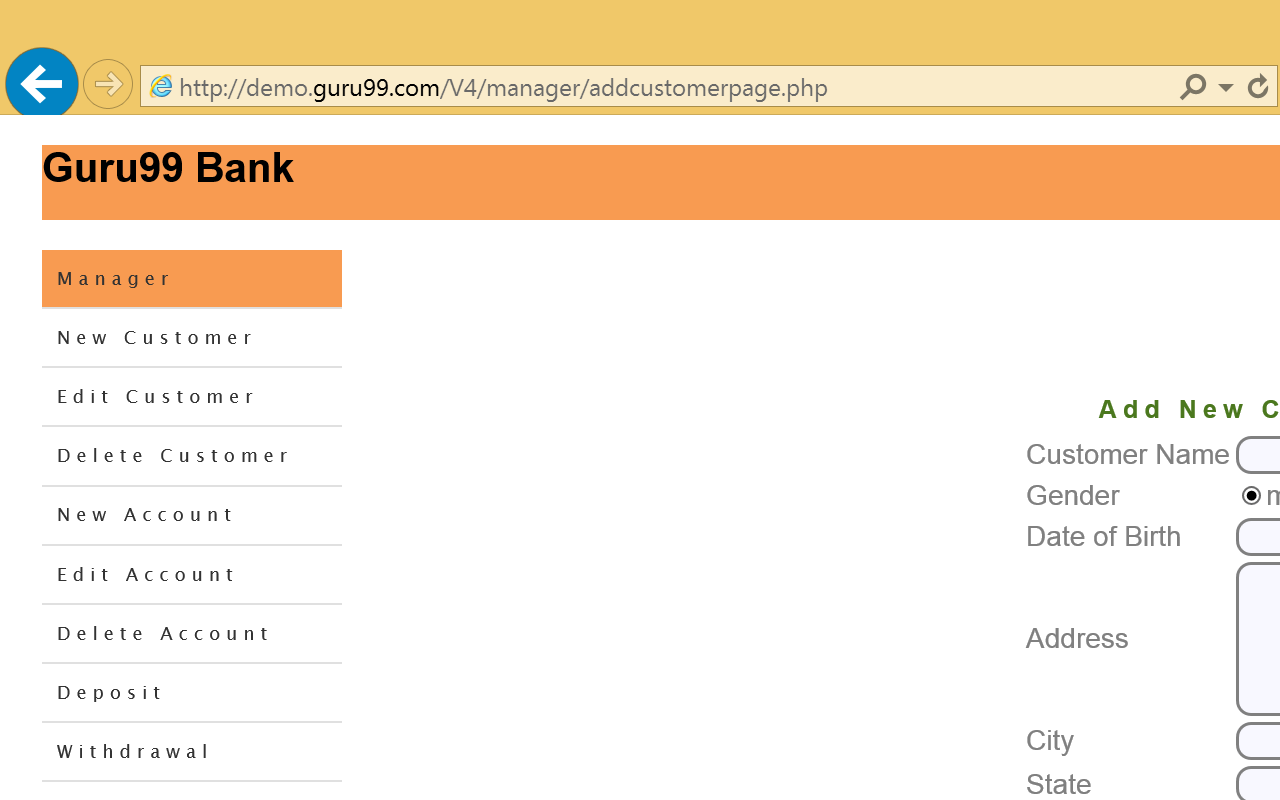 http://demo.guru99.com/V4/manager/addcustomerpage.php
Guru99 Bank
Manager
New Customer
Edit Customer
Delete Customer
New Account
Edit Account
Delete Account
Deposit
Withdrawal
Add New C
Customer Name
Gender
m
Date of Birth
Address
City
State